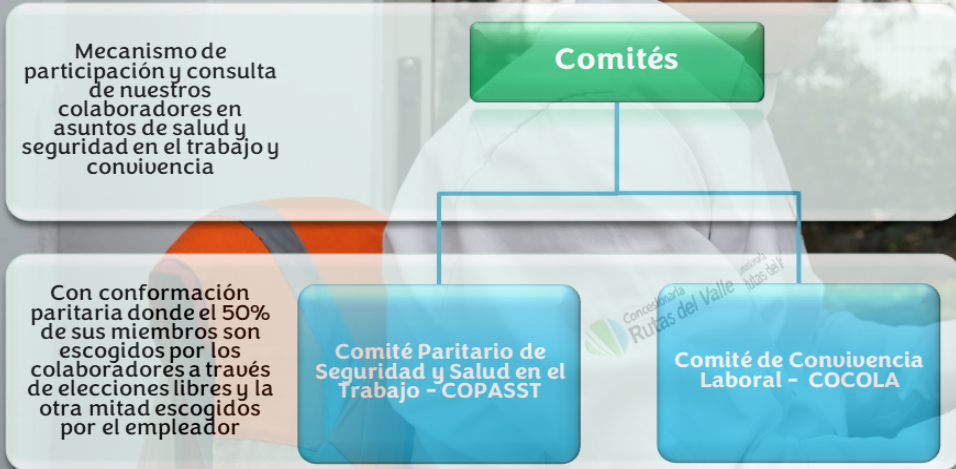 Mecanismo de
participación y consulta
de nuestros
colaboradores en
asuntos de salud y
seguridad en el trabajo y
convivencia
Comités
Con conformación
paritaria donde el 50%
de sus miembros son
escogidos por los
colaboradores a través
de elecciones libres y la
otra mitad escogidos
por el empleador
Comité Paritario de
Seguridad y Salud en el
Trabajo - COPASST
Concesionaria
Rutas del Valle
Comité de Convivencia
Laboral - COCOLA